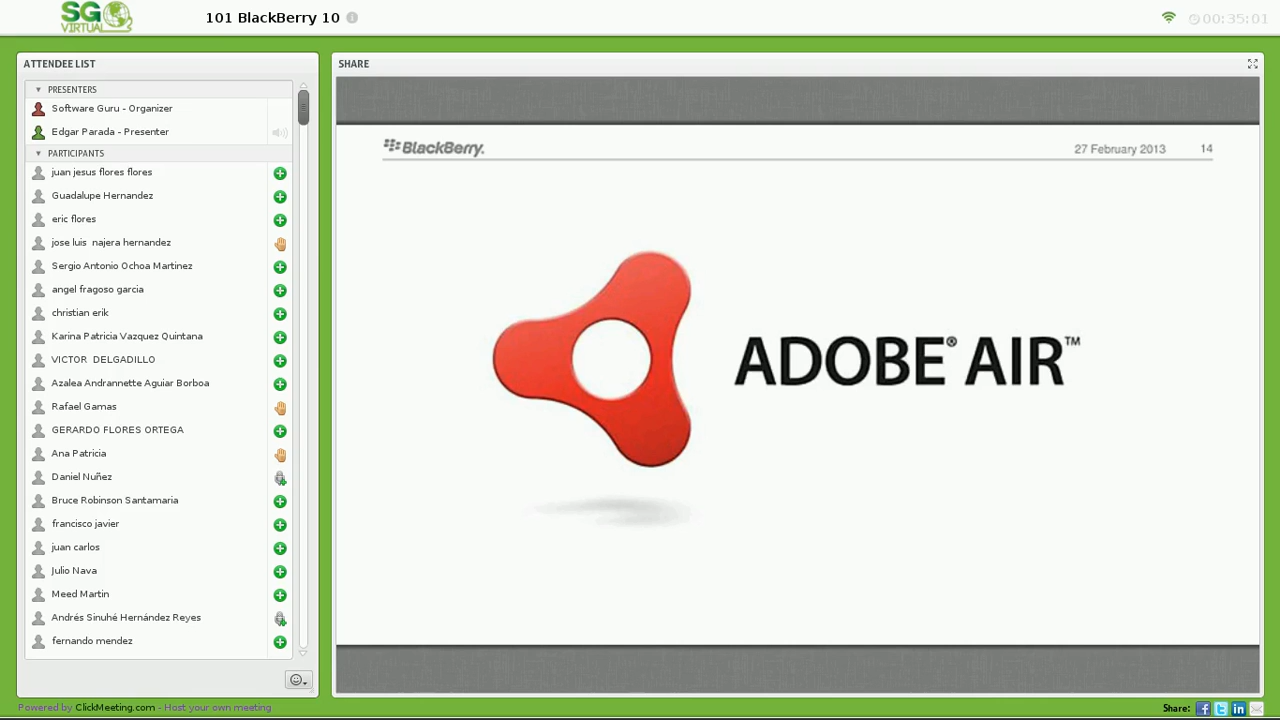 SG
VIRTUAL
101 BlackBerry 10
00:35:01
ATTENDEE LIST
PRESENTERS
Software Guru - Organizer
Edgar Parada - Presenter
PARTICIPANTS
juan jesus flores flores
Guadalupe Hernandez
eric flores
jose luis  najera hernandez
Sergio Antonio Ochoa Martinez
angel fragoso garcia
christian erik
Karina Patricia Vazquez Quintana
VICTOR  DELGADILLO
Azalea Andrannette Aguiar Borboa
Rafael Gamas
GERARDO FLORES ORTEGA
Ana Patricia
Daniel Nuñez
Bruce Robinson Santamaria
francisco javier
juan carlos
Julio Nava
Meed Martin
Andrés Sinuhé Hernández Reyes
fernando mendez
SHARE
BlackBerry.
27 February 2013 14
ADOBE® AIR™
Powered by ClickMeeting.com - Host your own meeting
Share: